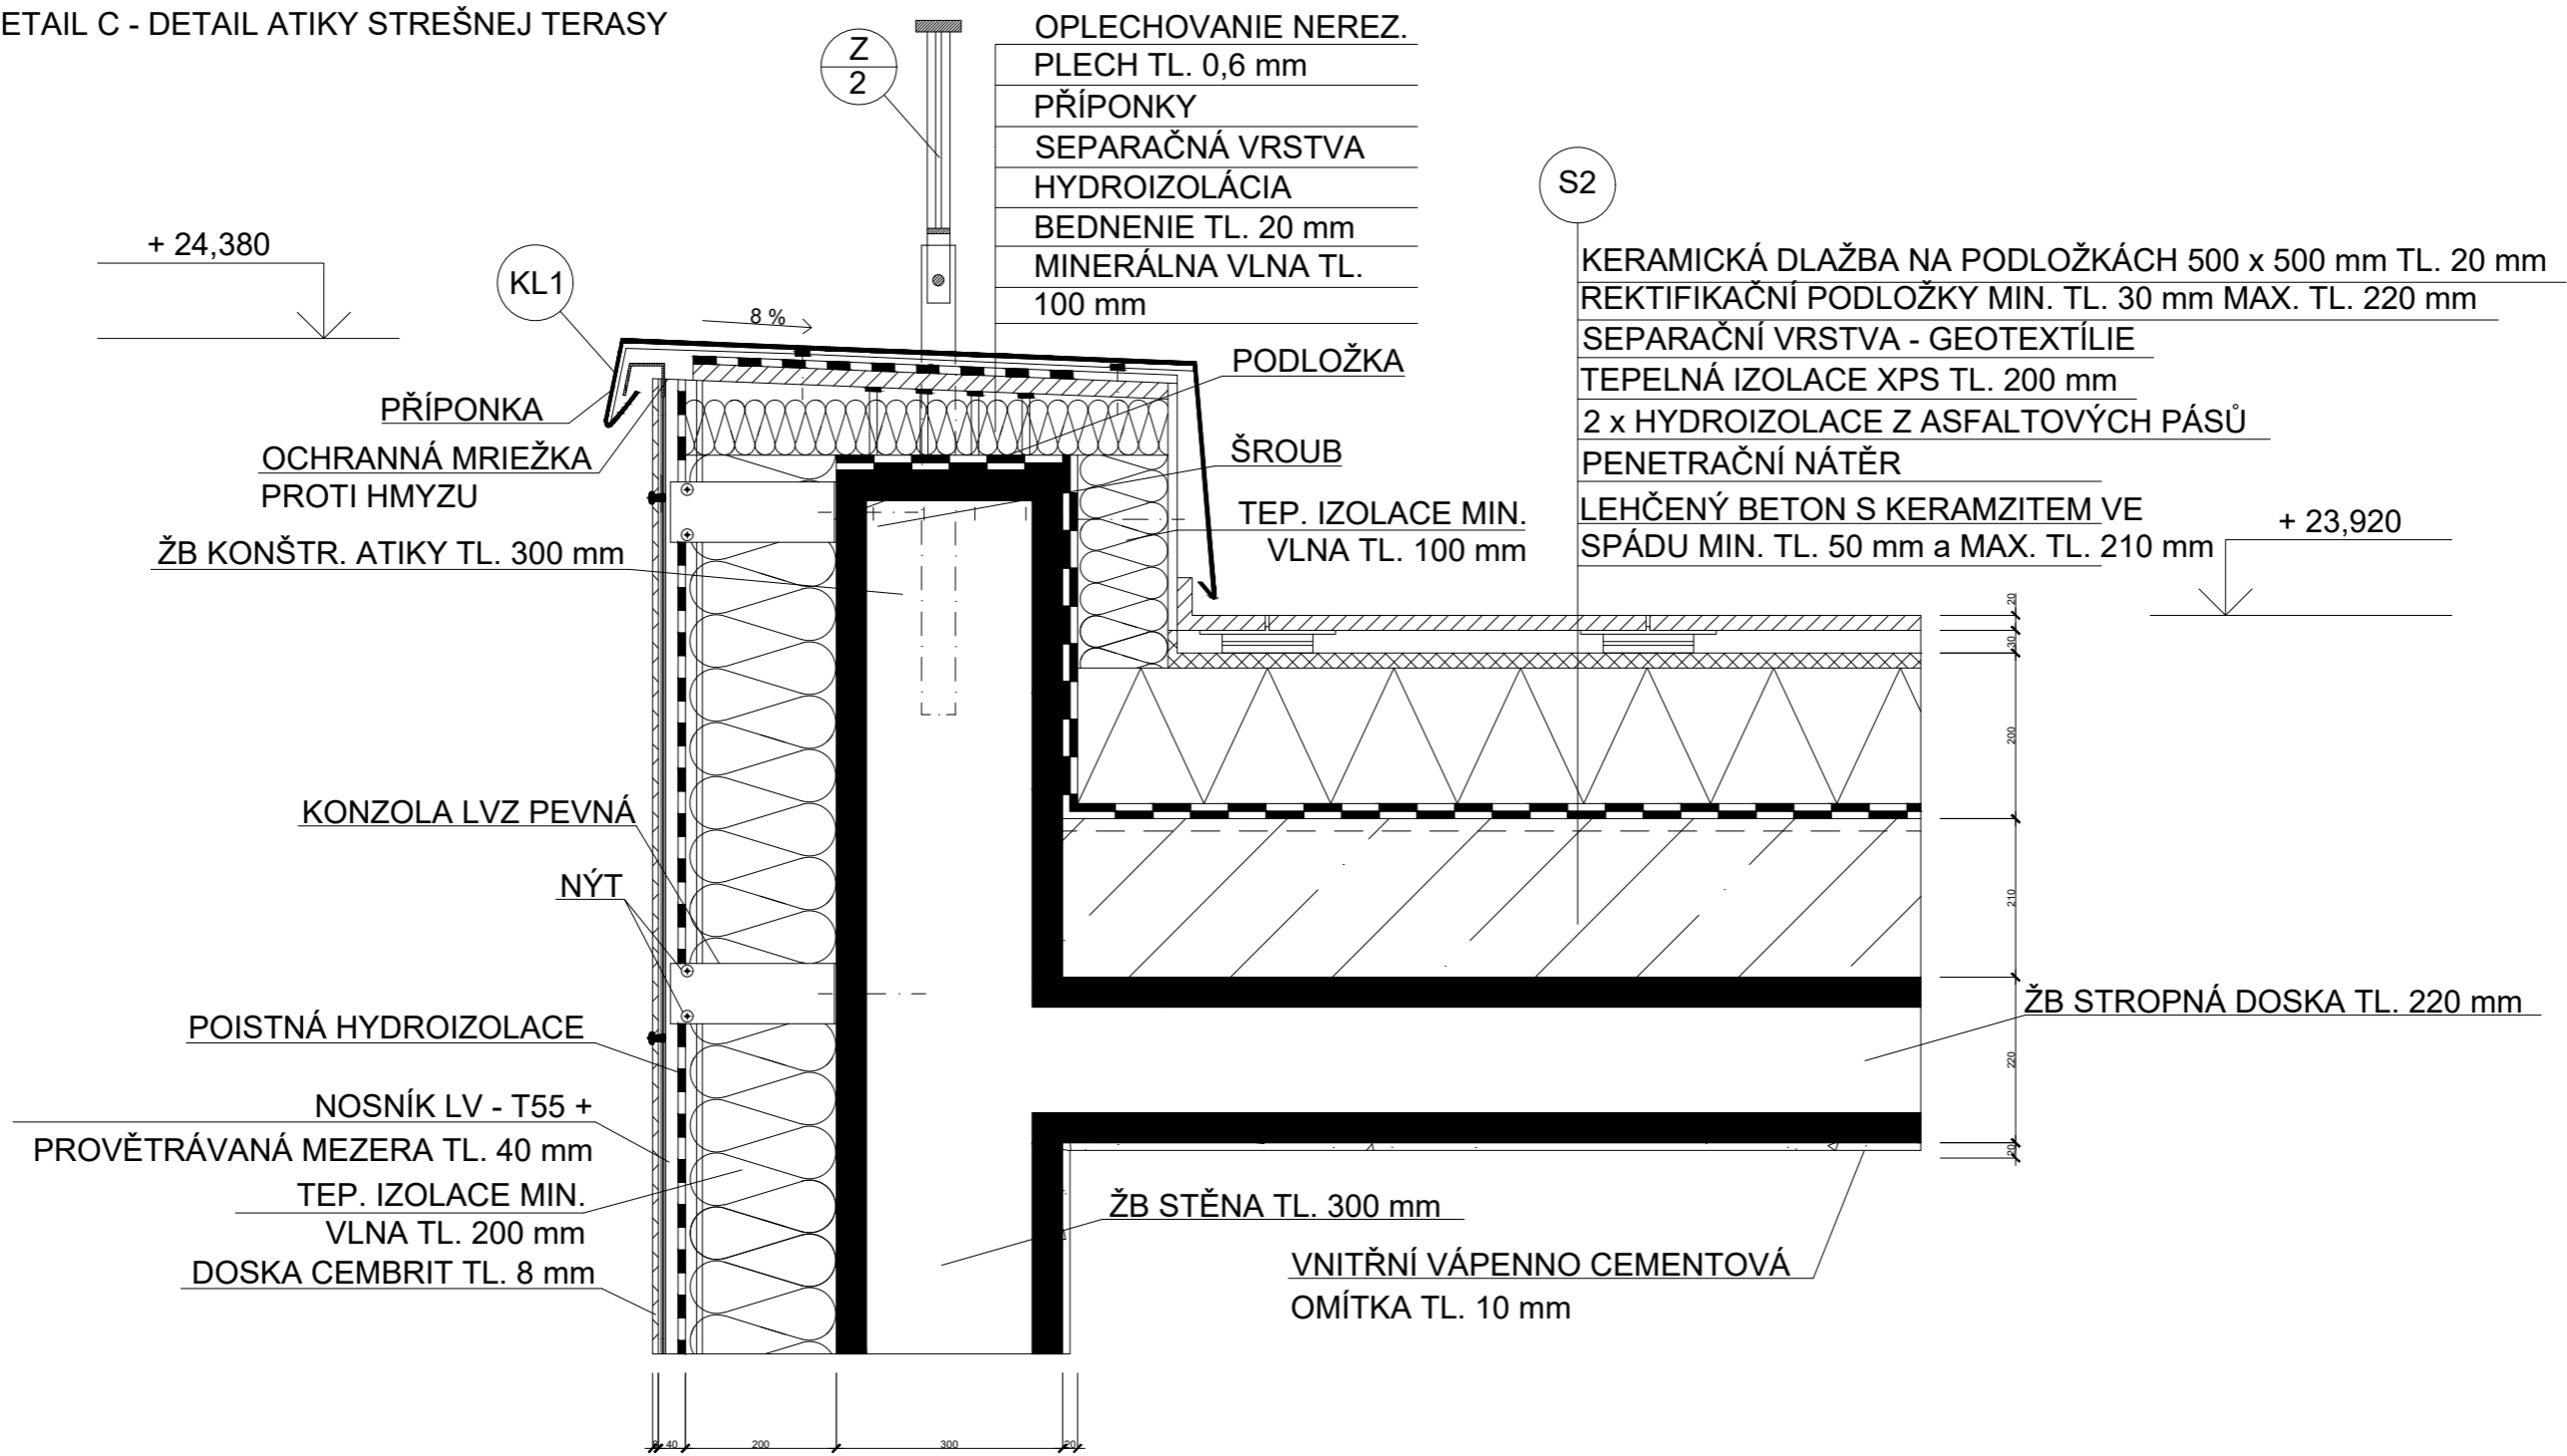 ETAIL C - DETAIL ATIKY STREŠNEJ TERASY
Z
2
OPLECHOVANIE NEREZ.
PLECH TL. 0,6 mm
PŘÍPONKY
SEPARAČNÁ VRSTVA
HYDROIZOLÁCIA
BEDNENIE TL. 20 mm
MINERÁLNA VLNA TL.
100 mm
S2
KERAMICKÁ DLAŽBA NA PODLOŽKÁCH 500 x 500 mm TL. 20 mm
REKTIFIKAČNÍ PODLOŽKY MIN. TL. 30 mm MAX. TL. 220 mm
SEPARAČNÍ VRSTVA - GEOTEXTÍLIE
TEPELNÁ IZOLACE XPS TL. 200 mm
2 x HYDROIZOLACE Z ASFALTOVÝCH PÁSŮ
PENETRAČNÍ NÁTĚR
LEHČENÝ BETON S KERAMZITEM VE
SPÁDU MIN. TL. 50 mm a MAX. TL. 210 mm
+ 24,380
KL1
8 %
+ 23,920
PŘÍPONKA
OCHRANNÁ MRIEŽKA
PROTI HMYZU
ŽB KONŠTR. ATIKY TL. 300 mm
PODLOŽKA
ŠROUB
TEP. IZOLACE MIN.
VLNA TL. 100 mm
KONZOLA LVZ PEVNÁ
NÝT
POISTNÁ HYDROIZOLACE
NOSNÍK LV - T55 +
PROVĚTRÁVANÁ MEZERA TL. 40 mm
TEP. IZOLACE MIN.
VLNA TL. 200 mm
DOSKA CEMBRIT TL. 8 mm
ŽB STROPNÁ DOSKA TL. 220 mm
ŽB STĚNA TL. 300 mm
VNITŘNÍ VÁPENNO CEMENTOVÁ
OMÍTKA TL. 10 mm
20
30
200
210
220
20
8
40
200
300
20